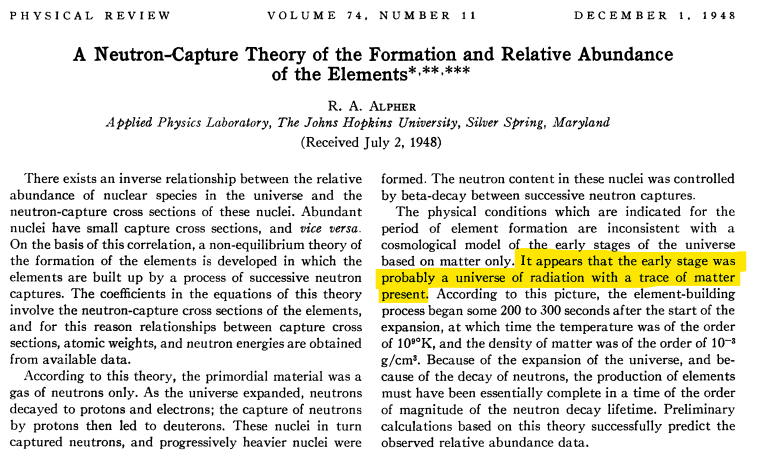 PHYSICAL REVIEW VOLUME 74, NUMBER 11 DECEMBER 1, 1948
A Neutron-Capture Theory of the Formation and Relative Abundance
of the Elements*,**,***
R. A. ALPHER
Applied Physics Laboratory, The Johns Hopkins University, Silver Spring, Maryland
(Received July 2, 1948)
There exists an inverse relationship between the relative
abundance of nuclear species in the universe and the
neutron-capture cross sections of these nuclei. Abundant
nuclei have small capture cross sections, and vice versa.
On the basis of this correlation, a non-equilibrium theory of
the formation of the elements is developed in which the
elements are built up by a process of successive neutron
captures. The coefficients in the equations of this theory
involve the neutron-capture cross sections of the elements,
and for this reason relationships between capture cross
sections, atomic weights, and neutron energies are obtained
from available data.
According to this theory, the primordial material was a
gas of neutrons only. As the universe expanded, neutrons
decayed to protons and electrons; the capture of neutrons
by protons then led to deuterons. These nuclei in turn
captured neutrons, and progressively heavier nuclei were
formed. The neutron content in these nuclei was controlled
by beta-decay between successive neutron captures.
The physical conditions which are indicated for the
period of element formation are inconsistent with a
cosmological model of the early stages of the universe
based on matter only. It appears that the early stage was
probably a universe of radiation with a trace of matter
present. According to this picture, the element-building
process began some 200 to 300 seconds after the start of the
expansion, at which time the temperature was of the order
of 10⁹°K, and the density of matter was of the order of 10⁻³
g/cm³. Because of the expansion of the universe, and be-
cause of the decay of neutrons, the production of elements
must have been essentially complete in a time of the order
of magnitude of the neutron decay lifetime. Preliminary
calculations based on this theory successfully predict the
observed relative abundance data.